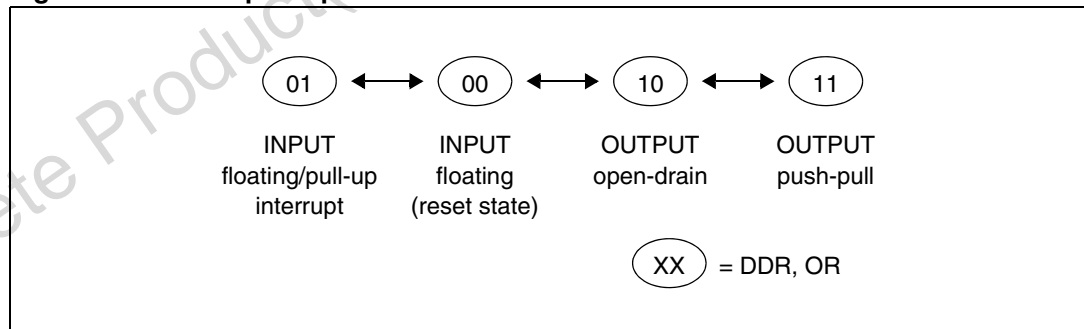 01 00 10 11
INPUT INPUT OUTPUT OUTPUT
floating/pull-up floating open-drain push-pull
interrupt (reset state)
XX = DDR, OR